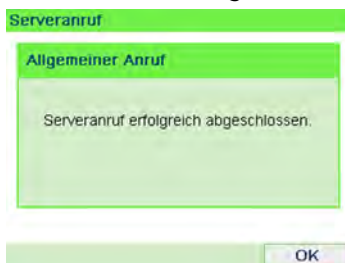 Serveranruf
Allgemeiner Anruf
Serveranruf erfolgreich abgeschlossen.
OK